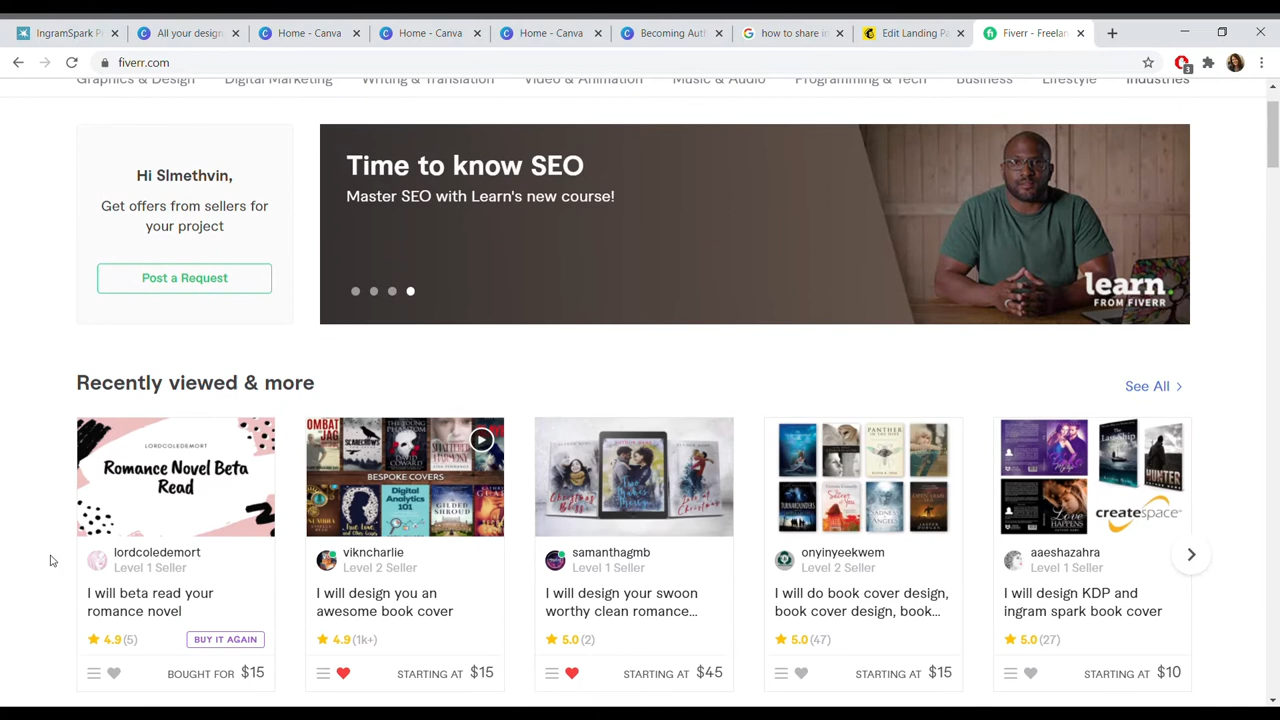 IngramSpark P
All your design
Home - Canva
Home - Canva
Home - Canva
Becoming Auth
how to share in
Edit Landing Pa
Fiverr - Freelan
fiverr.com
3
Graphics & Design
Digital Marketing
Writing & Translation
Video & Animation
Music & Audio
Programming & Tech
Business
Lifestyle
Industries
Hi Slmethvin,
Get offers from sellers for
your project
Post a Request
Time to know SEO
Master SEO with Learn's new course!
learn.
FROM FIVERR
Recently viewed & more
See All
LORDCOLEDEMORT
Romance Novel Beta
Read
lordcoledemort
Level 1 Seller
I will beta read your
romance novel
4.9 (5)
BUY IT AGAIN
BOUGHT FOR $15
BESPOKE COVERS
vikncharlie
Level 2 Seller
I will design you an
awesome book cover
4.9 (1k+)
STARTING AT $15
samanthagmb
Level 1 Seller
I will design your swoon
worthy clean romance...
5.0 (2)
STARTING AT $45
onyinyeekwem
Level 2 Seller
I will do book cover design,
book cover design, book...
5.0 (47)
STARTING AT $15
createspace
aaeshazahra
Level 1 Seller
I will design KDP and
ingram spark book cover
5.0 (27)
STARTING AT $10